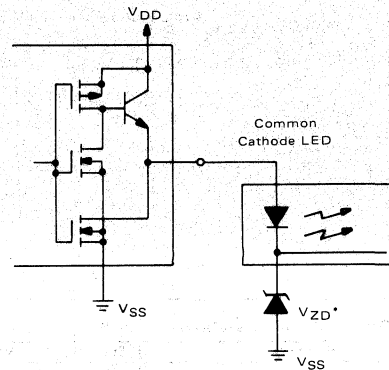 VDD
Common
Cathode LED
VSS
VZD*
VSS